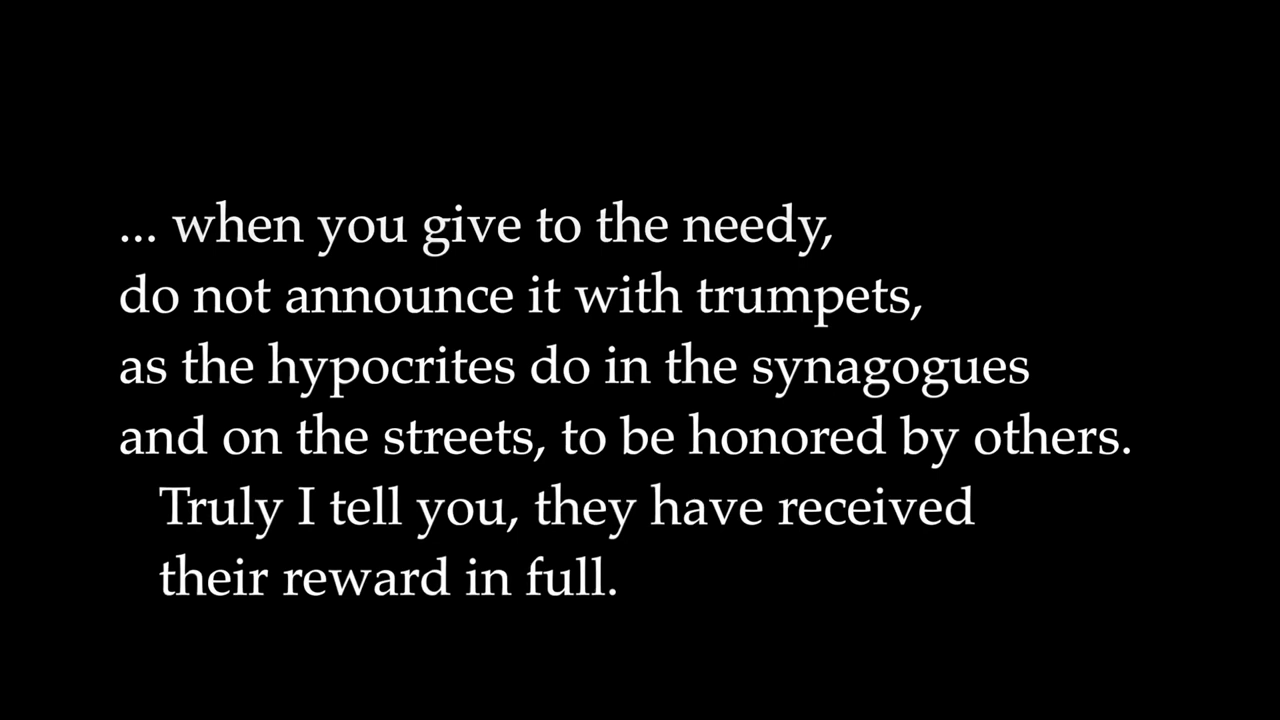 ... when you give to the needy,
do not announce it with trumpets,
as the hypocrites do in the synagogues
and on the streets, to be honored by others.
Truly I tell you, they have received
their reward in full.